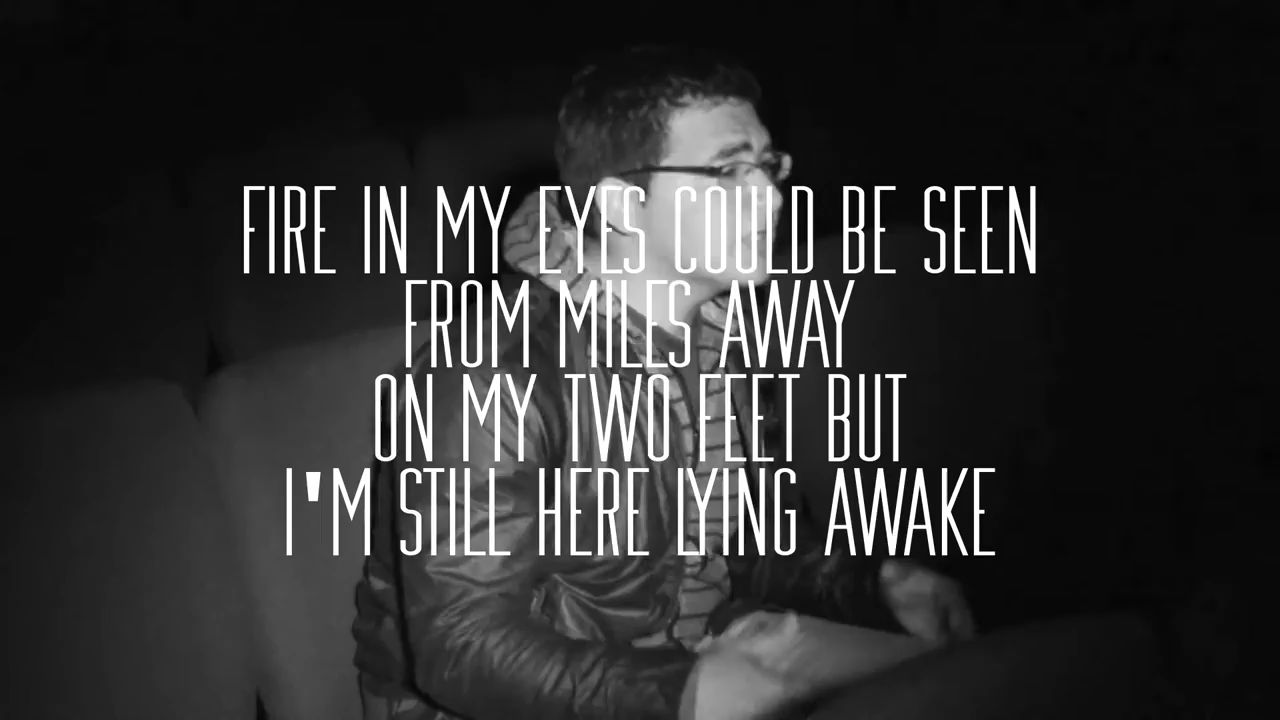 FIRE IN MY EYES COULD BE SEEN
FROM MILES AWAY
ON MY TWO FEET BUT
I'M STILL HERE LYING AWAKE